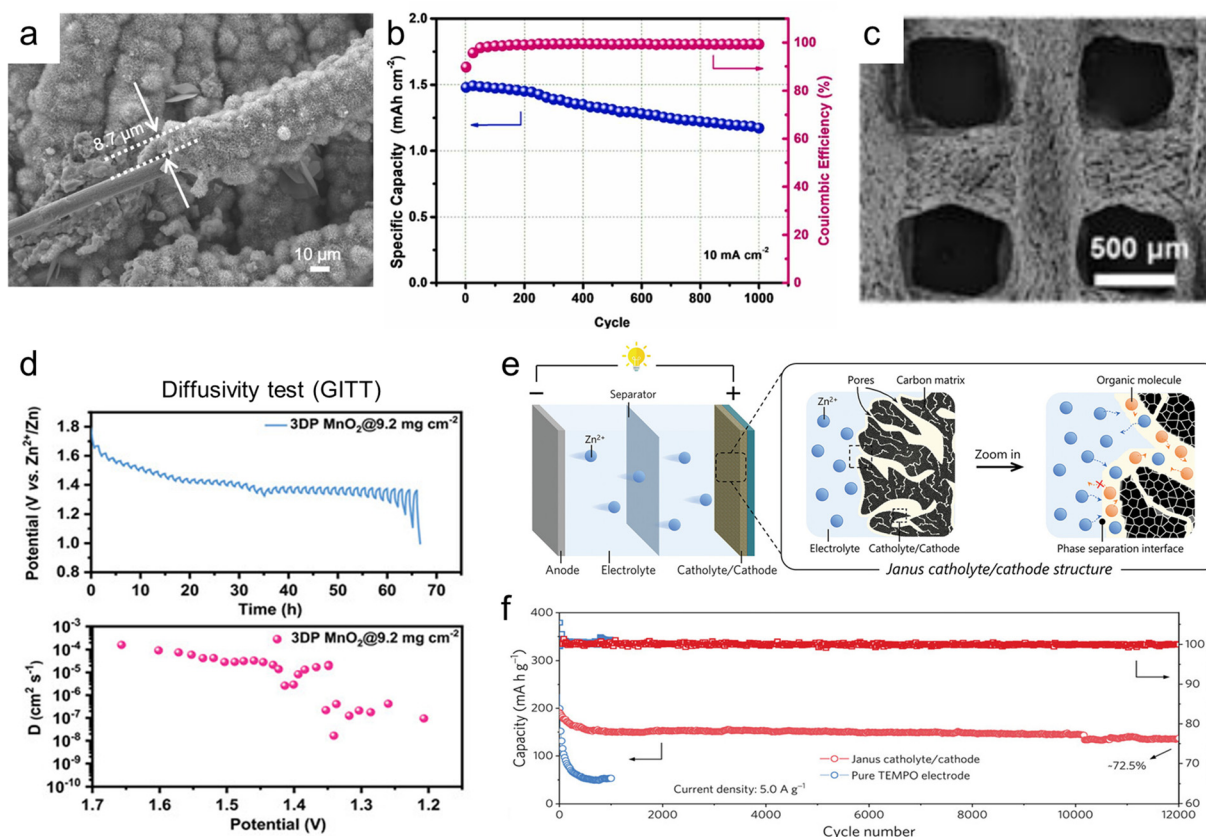 a
8.7 μm
10 μm
b
2.0
1.5
1.0
0.5
0.0
Specific Capacity (mAh cm⁻²)
100
80
60
40
20
0
Coulombic Efficiency (%)
10 mA cm⁻²
0 200 400 600 800 1000
Cycle
c
500 μm
d
Diffusivity test (GITT)
3DP MnO₂@9.2 mg cm⁻²
1.8
1.6
1.4
1.2
1.0
0.8
Potential (V vs. Zn²⁺/Zn)
0 10 20 30 40 50 60 70 80
Time (h)
3DP MnO₂@9.2 mg cm⁻²
10⁻³
10⁻⁴
10⁻⁵
10⁻⁶
10⁻⁷
10⁻⁸
10⁻⁹
10⁻¹⁰
D (cm² s⁻¹)
1.7 1.6 1.5 1.4 1.3 1.2
Potential (V)
e
− +
Separator
Zn²⁺
Anode Electrolyte Catholyte/Cathode
Pores Carbon matrix
Zn²⁺
Electrolyte Catholyte/Cathode
Zoom in
Organic molecule
Phase separation interface
Janus catholyte/cathode structure
f
400
350
300
250
200
150
100
50
0
Capacity (mA h g⁻¹)
100
90
80
70
60
~72.5%
Janus catholyte/cathode
Pure TEMPO electrode
Current density: 5.0 A g⁻¹
0 2000 4000 6000 8000 10000 12000
Cycle number